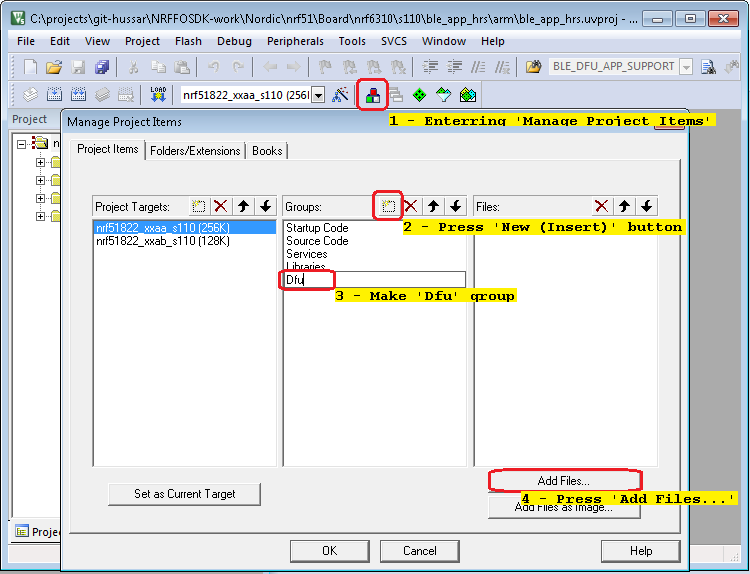 C:\projects\git-hussar\NRFFOSDK-work\Nordic\nrf51\Board\nrf6310\s110\ble_app_hrs\arm\ble_app_hrs.uvproj - ...
File Edit View Project Flash Debug Peripherals Tools SVCS Window Help
BLE_DFU_APP_SUPPORT
LOAD
nrf51822_xxaa_s110 (256K
1 - Enterring 'Manage Project Items'
Project
Manage Project Items
Project Items Folders/Extensions Books
Project Targets: Groups: Files:
nrf51822_xxaa_s110 (256K)
nrf51822_xxab_s110 (128K)
Startup Code
Source Code
Services
Libraries
Dfu
2 - Press 'New (Insert)' button
3 - Make 'Dfu' group
Set as Current Target
Add Files...
4 - Press 'Add Files...'
Add Files as Image...
Projec
OK Cancel Help